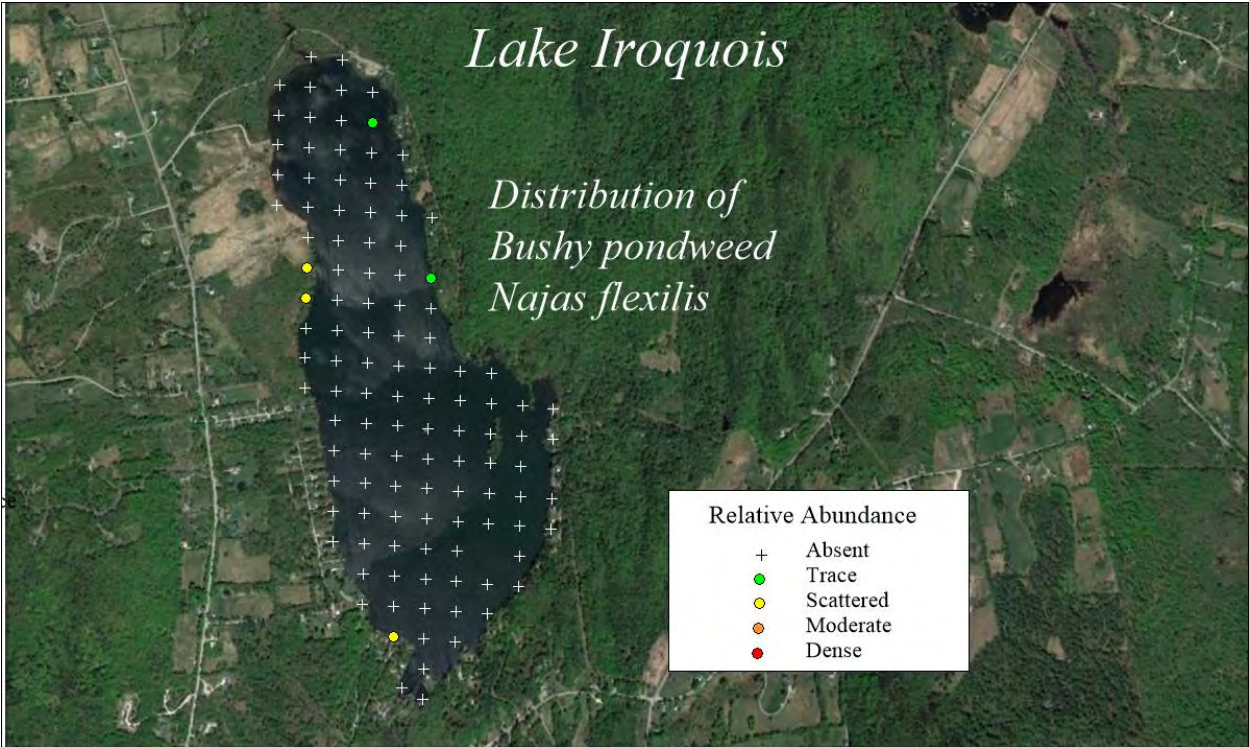 Lake Iroquois
Distribution of
Bushy pondweed
Najas flexilis
Relative Abundance
Absent
Trace
Scattered
Moderate
Dense